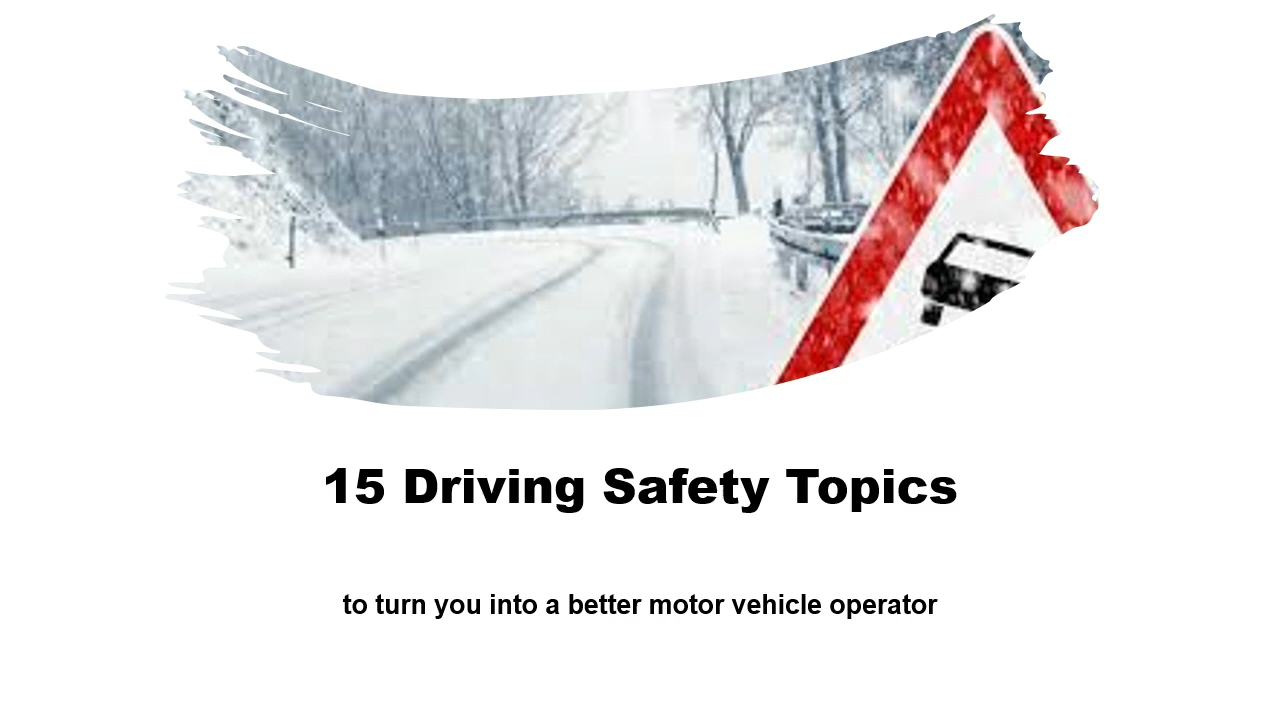 15 Driving Safety Topics
to turn you into a better motor vehicle operator